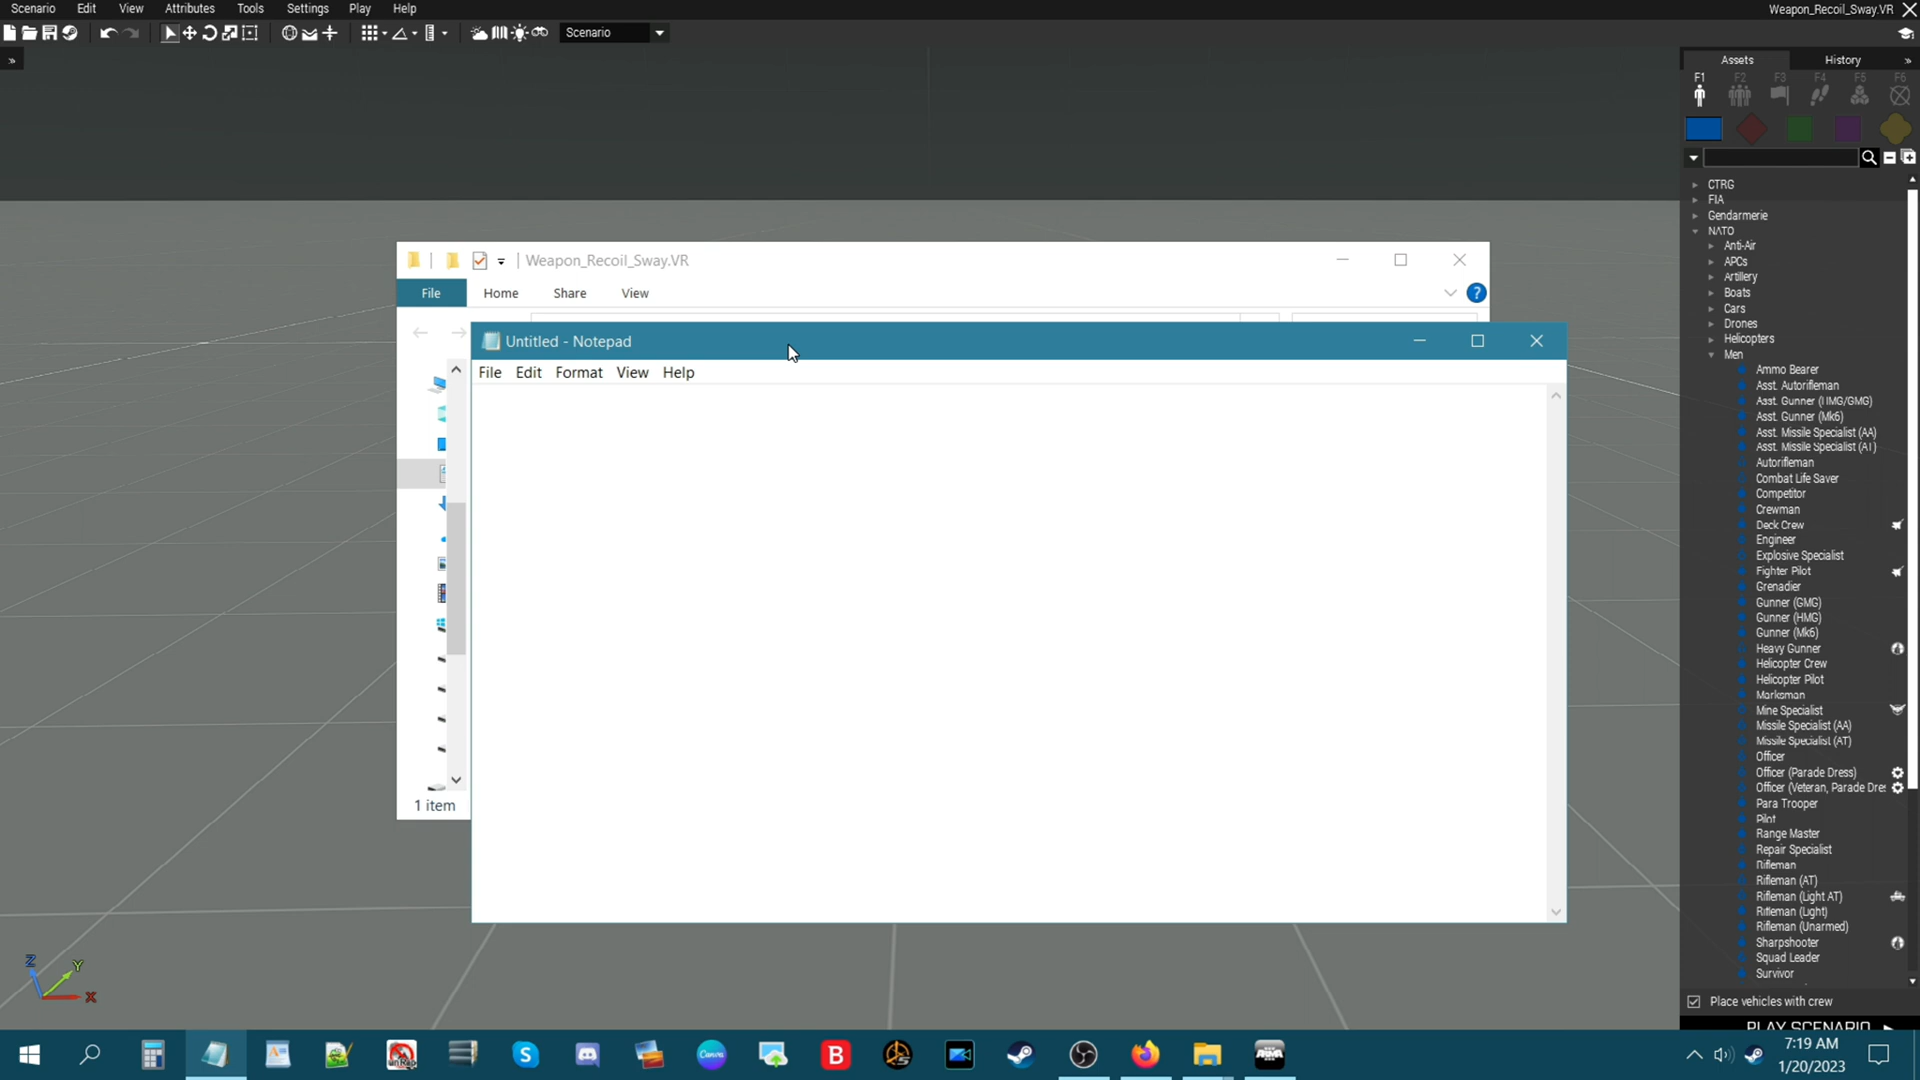 Scenario Edit View Attributes Tools Settings Play Help
Weapon_Recoil_Sway.VR
Scenario
Assets History
F1 F2 F3 F4 F5 F6
CTRG
FIA
Gendarmerie
NATO
Anti-Air
APCs
Artillery
Boats
Cars
Drones
Helicopters
Men
Ammo Bearer
Asst. Autorifleman
Asst. Gunner (HMG/GMG)
Asst. Gunner (Mk6)
Asst. Missile Specialist (AA)
Asst. Missile Specialist (AT)
Autorifleman
Combat Life Saver
Competitor
Crewman
Deck Crew
Engineer
Explosive Specialist
Fighter Pilot
Grenadier
Gunner (GMG)
Gunner (HMG)
Gunner (Mk6)
Heavy Gunner
Helicopter Crew
Helicopter Pilot
Marksman
Mine Specialist
Missile Specialist (AA)
Missile Specialist (AT)
Officer
Officer (Parade Dress)
Officer (Veteran, Parade Dre
Para Trooper
Pilot
Range Master
Repair Specialist
Rifleman
Rifleman (AT)
Rifleman (Light AT)
Rifleman (Light)
Rifleman (Unarmed)
Sharpshooter
Squad Leader
Survivor
Place vehicles with crew
PLAY SCENARIO
Weapon_Recoil_Sway.VR
File Home Share View
1 item
Untitled - Notepad
File Edit Format View Help
Canva
B
7:19 AM
1/20/2023
Z
Y
X